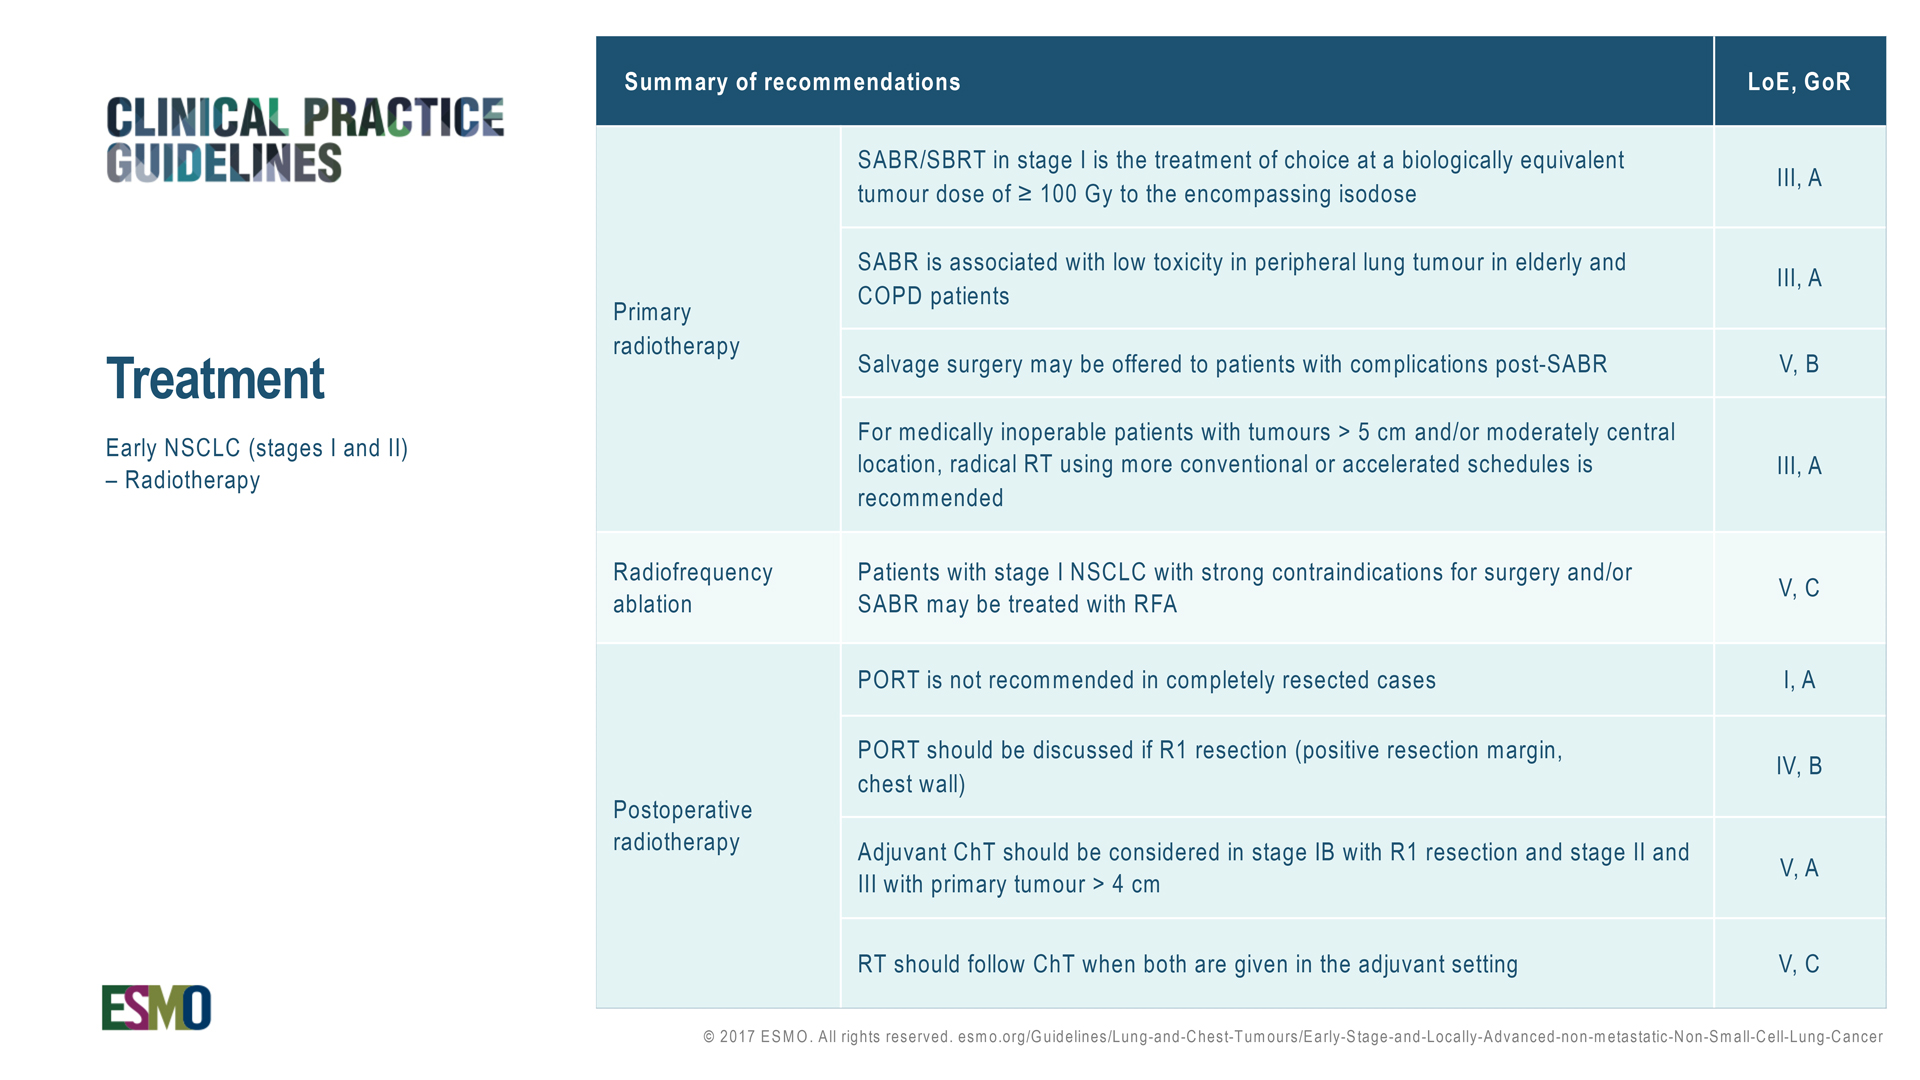 CLINICAL PRACTICE
GUIDELINES
Treatment
Early NSCLC (stages I and II)
– Radiotherapy
ESMO
Summary of recommendations
LoE, GoR
Primary
radiotherapy
SABR/SBRT in stage I is the treatment of choice at a biologically equivalent
tumour dose of ≥ 100 Gy to the encompassing isodose
III, A
SABR is associated with low toxicity in peripheral lung tumour in elderly and
COPD patients
III, A
Salvage surgery may be offered to patients with complications post-SABR
V, B
For medically inoperable patients with tumours > 5 cm and/or moderately central
location, radical RT using more conventional or accelerated schedules is
recommended
III, A
Radiofrequency
ablation
Patients with stage I NSCLC with strong contraindications for surgery and/or
SABR may be treated with RFA
V, C
Postoperative
radiotherapy
PORT is not recommended in completely resected cases
I, A
PORT should be discussed if R1 resection (positive resection margin,
chest wall)
IV, B
Adjuvant ChT should be considered in stage IB with R1 resection and stage II and
III with primary tumour > 4 cm
V, A
RT should follow ChT when both are given in the adjuvant setting
V, C
© 2017 ESMO. All rights reserved. esmo.org/Guidelines/Lung-and-Chest-Tumours/Early-Stage-and-Locally-Advanced-non-metastatic-Non-Small-Cell-Lung-Cancer